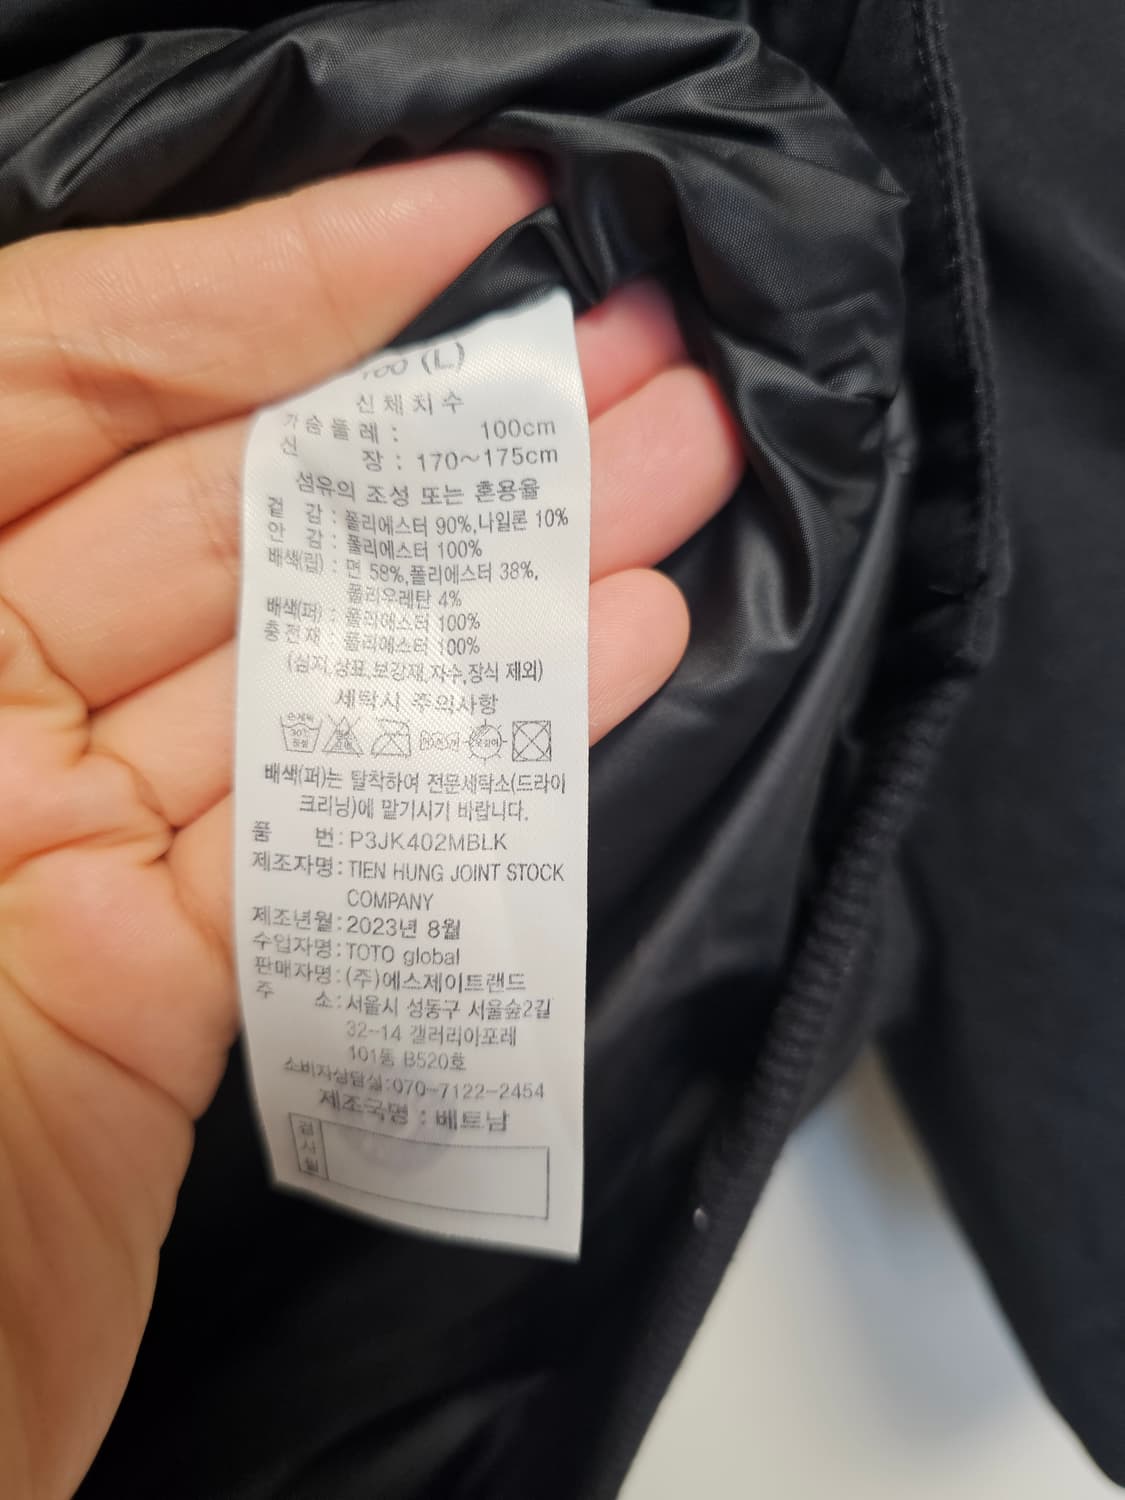 100 (L)
신체치수
가슴둘레 : 100cm
신 장 : 170~175cm
섬유의 조성 또는 혼용율
겉 감 : 폴리에스터 90%,나일론 10%
안 감 : 폴리에스터 100%
배색(립) : 면 58%,폴리에스터 38%,
폴리우레탄 4%
배색(퍼) : 폴리에스터 100%
충전재 : 폴리에스터 100%
(심지,상표,보강재,자수,장식 제외)
세탁시 주의사항
손세탁
30℃
중성
배색(퍼)는 탈착하여 전문세탁소(드라이
크리닝)에 맡기시기 바랍니다.
품 번: P3JK402MBLK
제조자명: TIEN HUNG JOINT STOCK
COMPANY
제조년월: 2023년 8월
수입자명: TOTO global
판매자명: (주)에스제이트랜드
주 소: 서울시 성동구 서울숲2길
32-14 갤러리아포레
101동 B520호
소비자상담실:070-7122-2454
제조국명 : 베트남
검사필